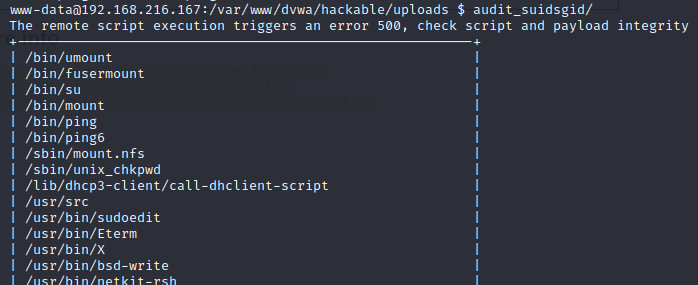 www-data@192.168.216.167:/var/www/dvwa/hackable/uploads $ audit_suidsgid/
The remote script execution triggers an error 500, check script and payload integrity
+—————————————————————————+
| /bin/umount |
| /bin/fusermount |
| /bin/su |
| /bin/mount |
| /bin/ping |
| /bin/ping6 |
| /sbin/mount.nfs |
| /sbin/unix_chkpwd |
| /lib/dhcp3-client/call-dhclient-script |
| /usr/src |
| /usr/bin/sudoedit |
| /usr/bin/Eterm |
| /usr/bin/X |
| /usr/bin/bsd-write |
| /usr/bin/netkit-rsh |